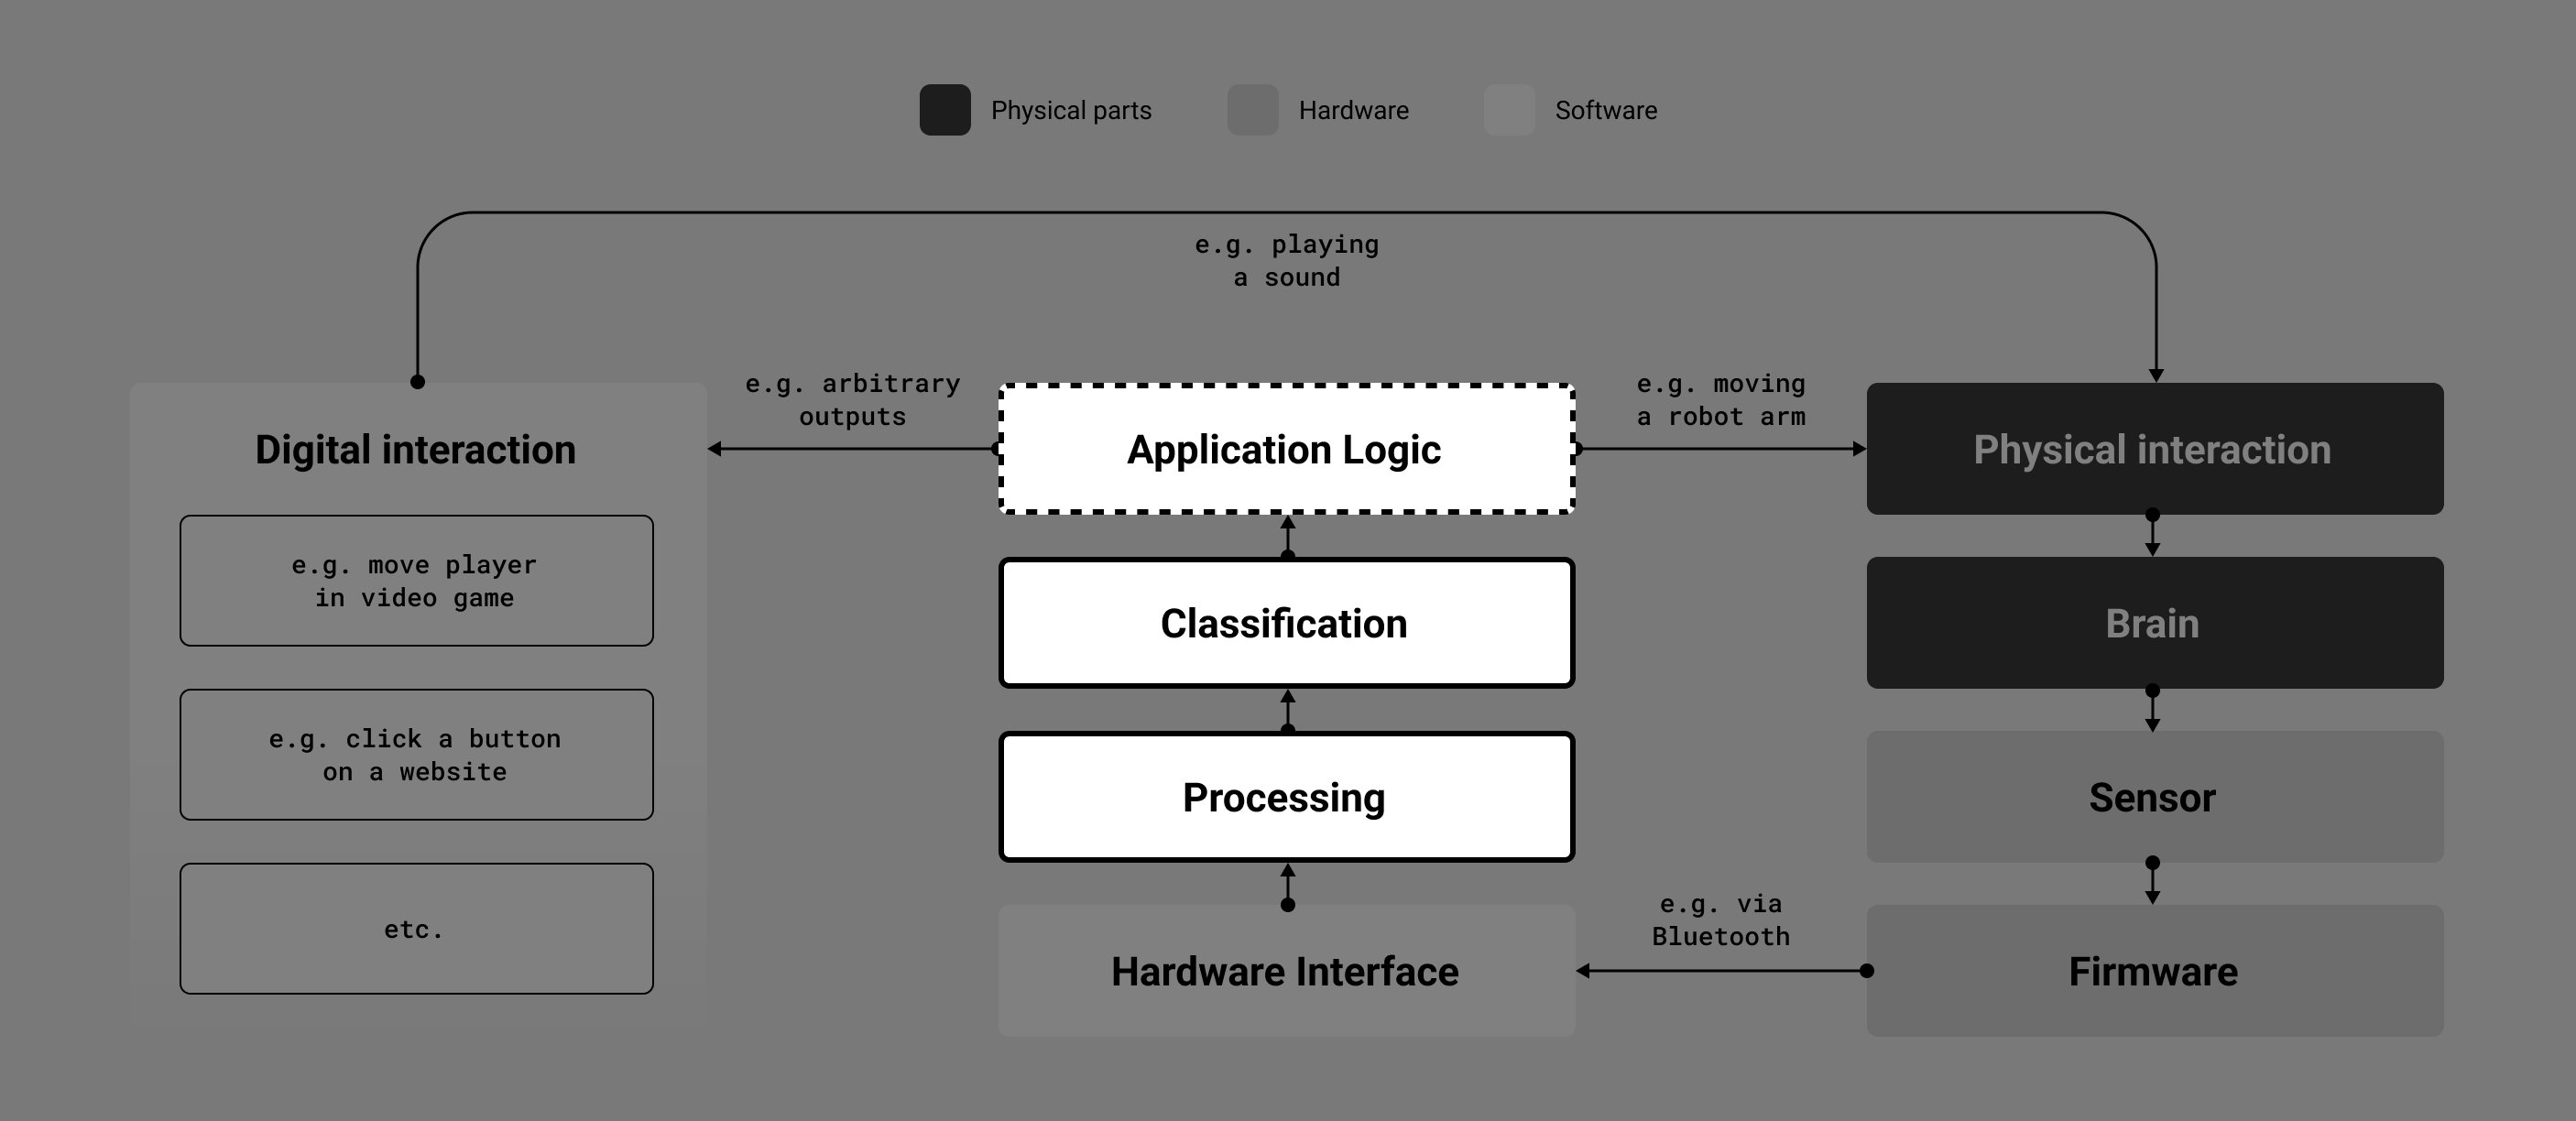 Physical parts
Hardware
Software
e.g. playing
a sound
e.g. arbitrary
outputs
e.g. moving
a robot arm
Digital interaction
Application Logic
Physical interaction
e.g. move player
in video game
Classification
Brain
e.g. click a button
on a website
Processing
Sensor
etc.
e.g. via
Bluetooth
Hardware Interface
Firmware